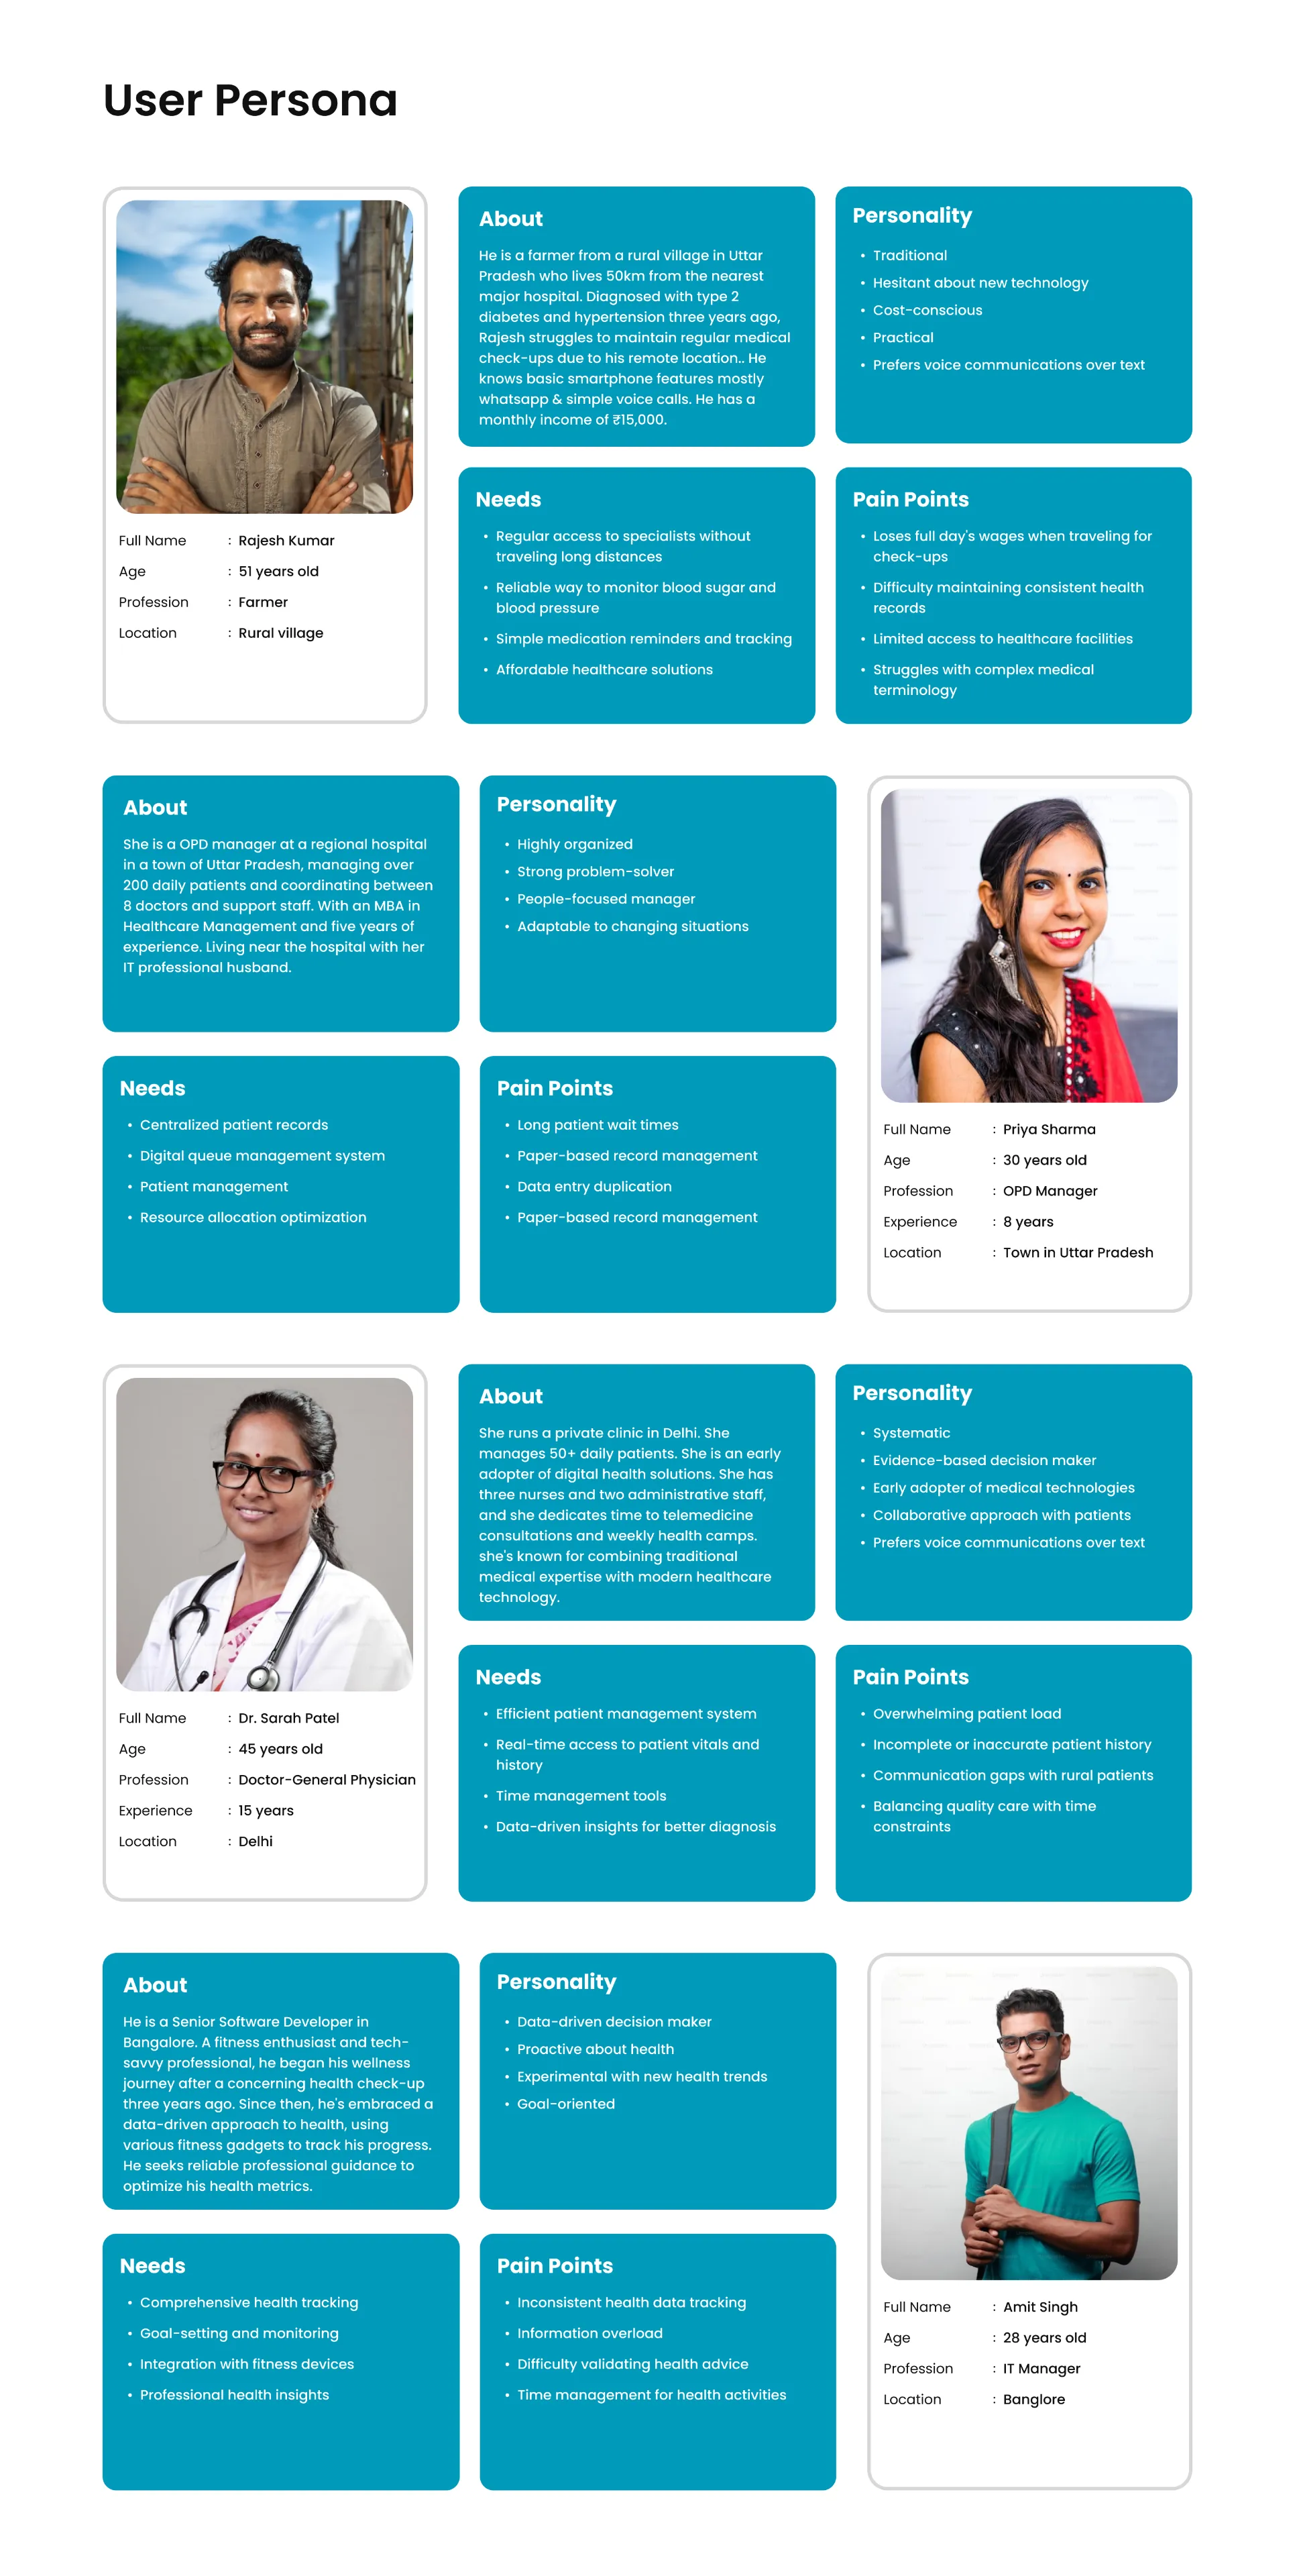 User Persona
Full Name : Rajesh Kumar
Age : 51 years old
Profession : Farmer
Location : Rural village
About
He is a farmer from a rural village in Uttar
Pradesh who lives 50km from the nearest
major hospital. Diagnosed with type 2
diabetes and hypertension three years ago,
Rajesh struggles to maintain regular medical
check-ups due to his remote location.. He
knows basic smartphone features mostly
whatsapp & simple voice calls. He has a
monthly income of ₹15,000.
Personality
• Traditional
• Hesitant about new technology
• Cost-conscious
• Practical
• Prefers voice communications over text
Needs
• Regular access to specialists without
traveling long distances
• Reliable way to monitor blood sugar and
blood pressure
• Simple medication reminders and tracking
• Affordable healthcare solutions
Pain Points
• Loses full day's wages when traveling for
check-ups
• Difficulty maintaining consistent health
records
• Limited access to healthcare facilities
• Struggles with complex medical
terminology
About
She is a OPD manager at a regional hospital
in a town of Uttar Pradesh, managing over
200 daily patients and coordinating between
8 doctors and support staff. With an MBA in
Healthcare Management and five years of
experience. Living near the hospital with her
IT professional husband.
Personality
• Highly organized
• Strong problem-solver
• People-focused manager
• Adaptable to changing situations
Needs
• Centralized patient records
• Digital queue management system
• Patient management
• Resource allocation optimization
Pain Points
• Long patient wait times
• Paper-based record management
• Data entry duplication
• Paper-based record management
Full Name : Priya Sharma
Age : 30 years old
Profession : OPD Manager
Experience : 8 years
Location : Town in Uttar Pradesh
Full Name : Dr. Sarah Patel
Age : 45 years old
Profession : Doctor-General Physician
Experience : 15 years
Location : Delhi
About
She runs a private clinic in Delhi. She
manages 50+ daily patients. She is an early
adopter of digital health solutions. She has
three nurses and two administrative staff,
and she dedicates time to telemedicine
consultations and weekly health camps.
she's known for combining traditional
medical expertise with modern healthcare
technology.
Personality
• Systematic
• Evidence-based decision maker
• Early adopter of medical technologies
• Collaborative approach with patients
• Prefers voice communications over text
Needs
• Efficient patient management system
• Real-time access to patient vitals and
history
• Time management tools
• Data-driven insights for better diagnosis
Pain Points
• Overwhelming patient load
• Incomplete or inaccurate patient history
• Communication gaps with rural patients
• Balancing quality care with time
constraints
About
He is a Senior Software Developer in
Bangalore. A fitness enthusiast and tech-
savvy professional, he began his wellness
journey after a concerning health check-up
three years ago. Since then, he's embraced a
data-driven approach to health, using
various fitness gadgets to track his progress.
He seeks reliable professional guidance to
optimize his health metrics.
Personality
• Data-driven decision maker
• Proactive about health
• Experimental with new health trends
• Goal-oriented
Needs
• Comprehensive health tracking
• Goal-setting and monitoring
• Integration with fitness devices
• Professional health insights
Pain Points
• Inconsistent health data tracking
• Information overload
• Difficulty validating health advice
• Time management for health activities
Full Name : Amit Singh
Age : 28 years old
Profession : IT Manager
Location : Banglore